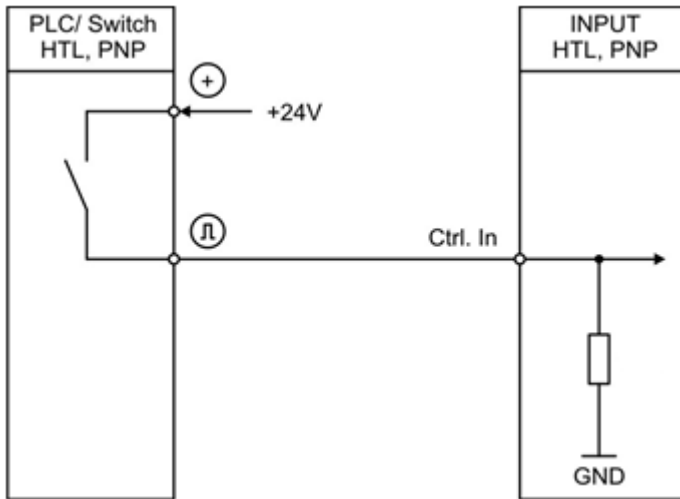 PLC/ Switch
HTL, PNP
INPUT
HTL, PNP
+
+24V
Ctrl. In
GND